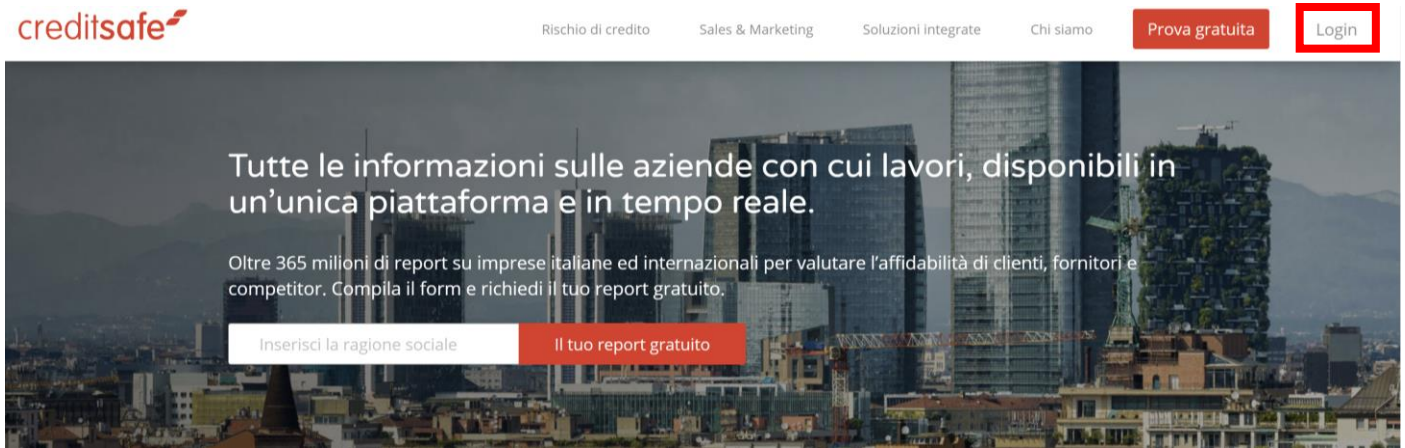 creditsafe
Rischio di credito
Sales & Marketing
Soluzioni integrate
Chi siamo
Prova gratuita
Login
Tutte le informazioni sulle aziende con cui lavori, disponibili in
un’unica piattaforma e in tempo reale.
Oltre 365 milioni di report su imprese italiane ed internazionali per valutare l’affidabilità di clienti, fornitori e
competitor. Compila il form e richiedi il tuo report gratuito.
Inserisci la ragione sociale
Il tuo report gratuito